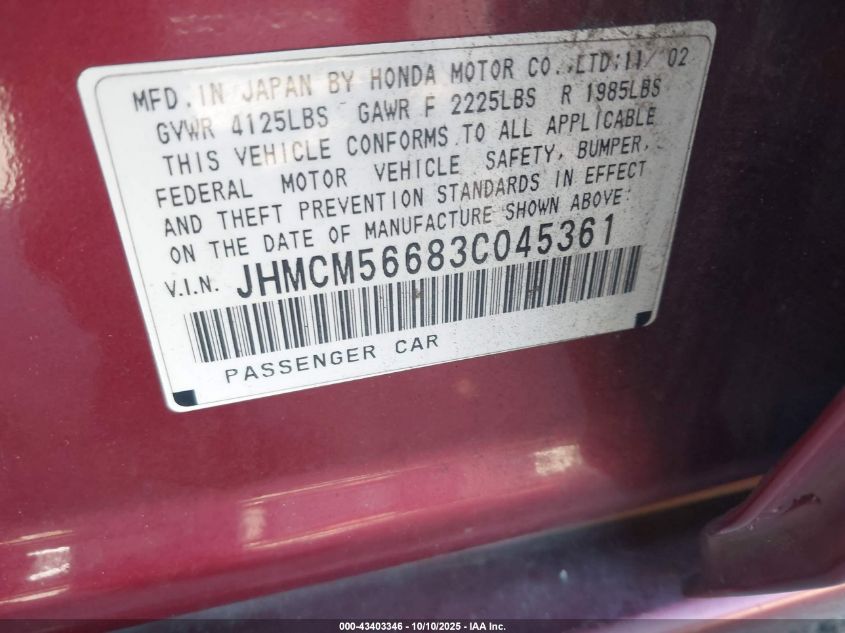 MFD. IN JAPAN BY HONDA MOTOR CO.,LTD:11/ 02
GVWR 4125LBS GAWR F 2225LBS R 1985LBS
THIS VEHICLE CONFORMS TO ALL APPLICABLE
FEDERAL MOTOR VEHICLE SAFETY, BUMPER,
AND THEFT PREVENTION STANDARDS IN EFFECT
ON THE DATE OF MANUFACTURE SHOWN ABOVE.
V.I.N. JHMCM56683C045361
PASSENGER CAR
000-43403346 - 10/10/2025 - IAA Inc.